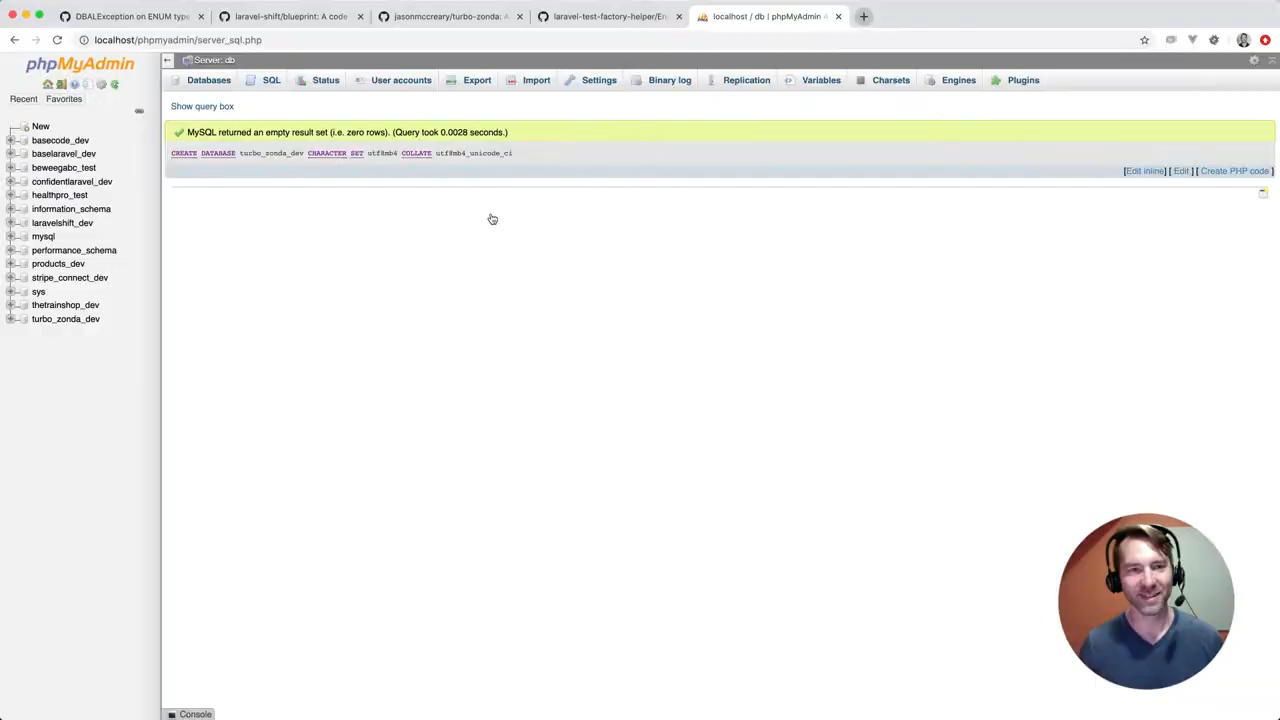 DBALException on ENUM type
laravel-shift/blueprint: A code
jasonmccreary/turbo-zonda: A
laravel-test-factory-helper/En
localhost / db | phpMyAdmin 4
localhost/phpmyadmin/server_sql.php
phpMyAdmin
Recent
Favorites
New
basecode_dev
baselaravel_dev
beweegabc_test
confidentlaravel_dev
healthpro_test
information_schema
laravelshift_dev
mysql
performance_schema
products_dev
stripe_connect_dev
sys
thetrainshop_dev
turbo_zonda_dev
Server: db
Databases
SQL
Status
User accounts
Export
Import
Settings
Binary log
Replication
Variables
Charsets
Engines
Plugins
Show query box
MySQL returned an empty result set (i.e. zero rows). (Query took 0.0028 seconds.)
CREATE DATABASE turbo_zonda_dev CHARACTER SET utf8mb4 COLLATE utf8mb4_unicode_ci
[Edit inline] [ Edit ] [ Create PHP code ]
Console